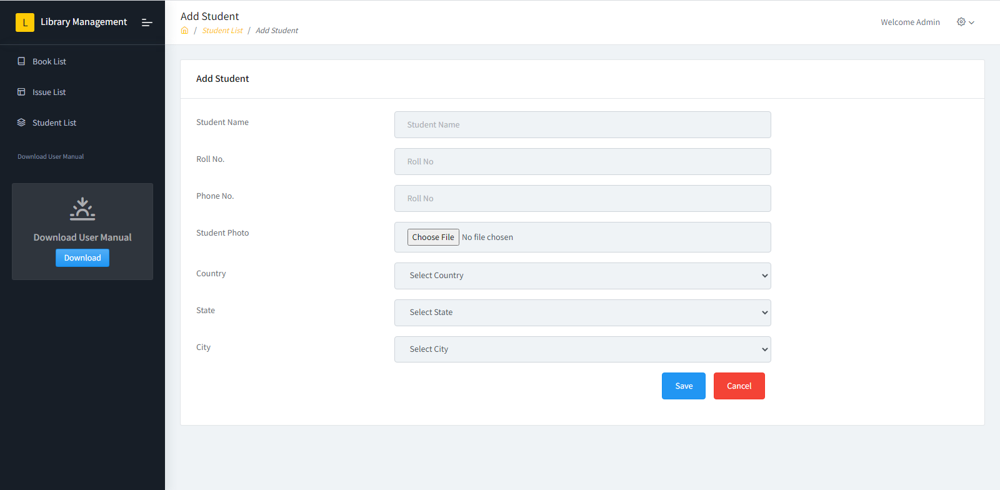 L Library Management
Book List
Issue List
Student List
Download User Manual
Download User Manual
Download
Add Student
/ Student List / Add Student
Welcome Admin
Add Student
Student Name Student Name
Roll No. Roll No
Phone No. Roll No
Student Photo Choose File No file chosen
Country Select Country
State Select State
City Select City
Save Cancel